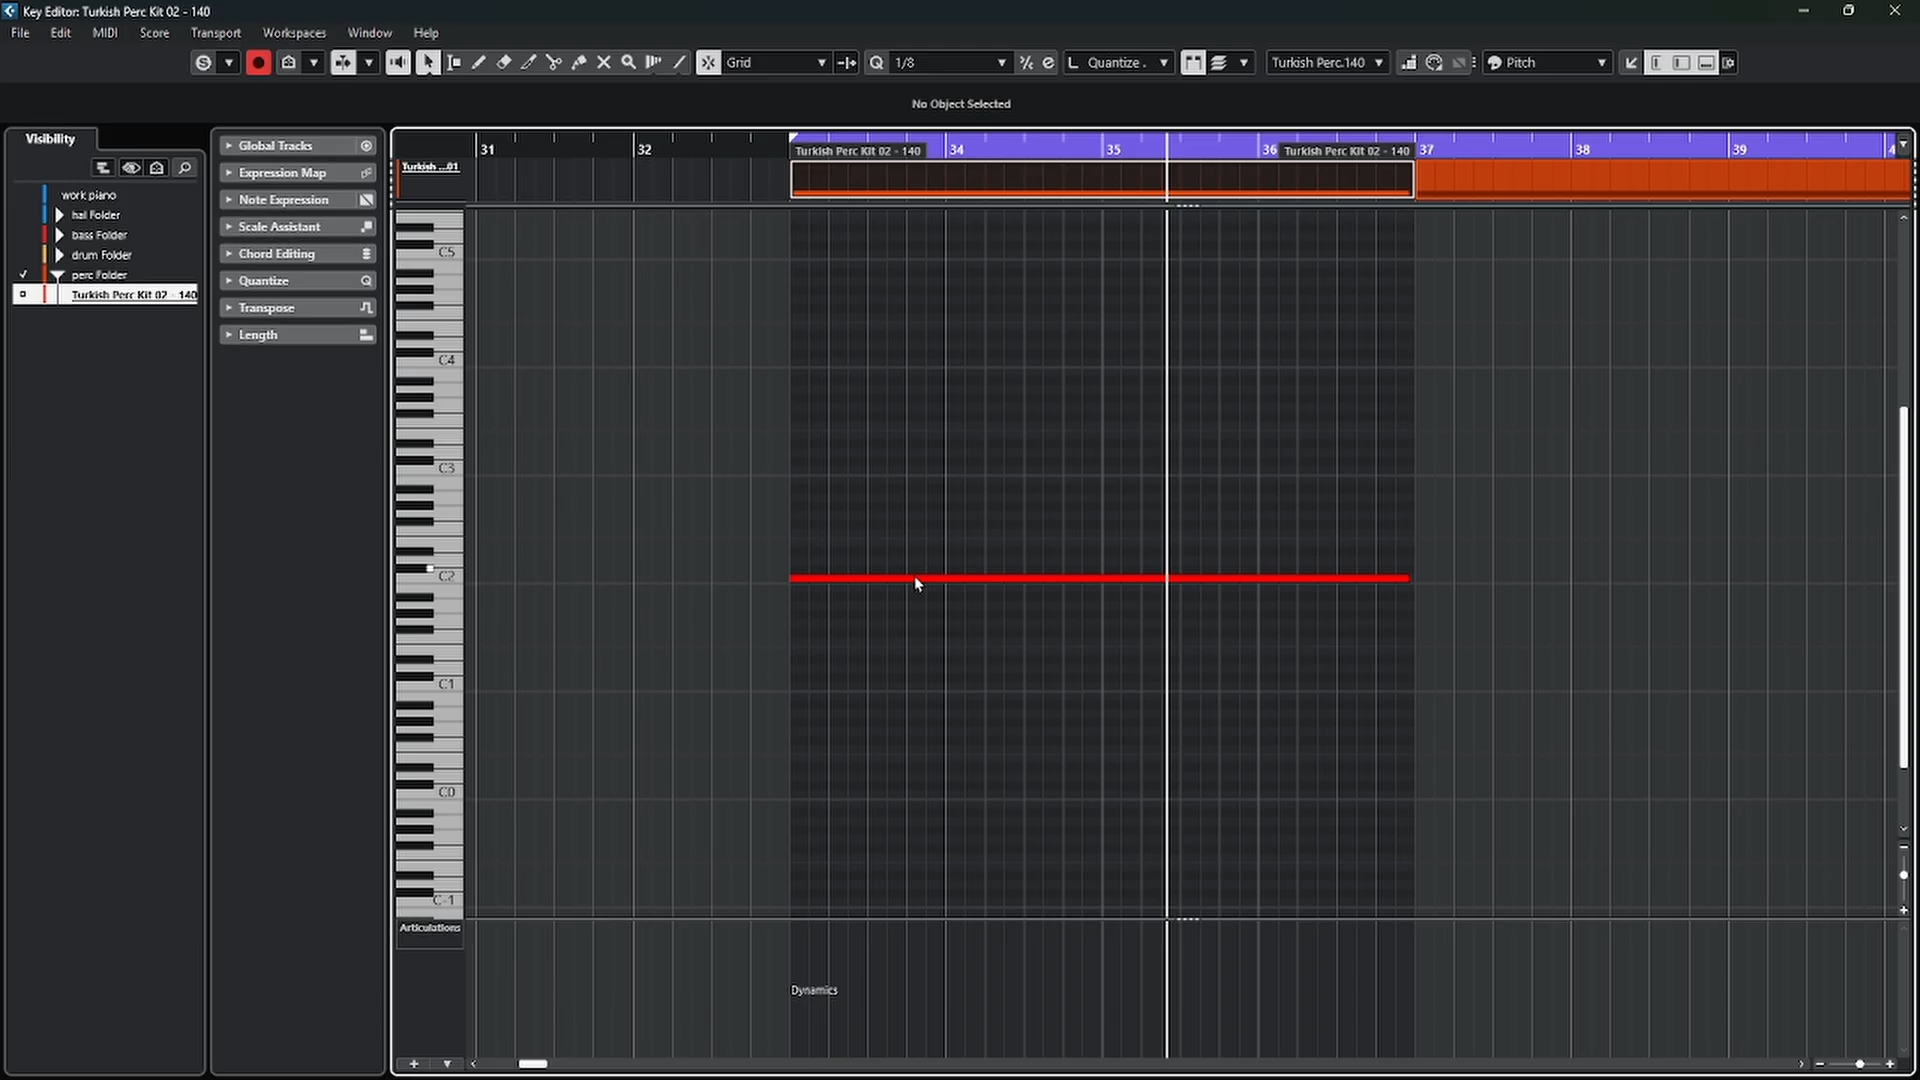 Key Editor: Turkish Perc Kit 02 - 140
File Edit MIDI Score Transport Workspaces Window Help
Grid 1/8 Quantize . Turkish Perc.140 Pitch
No Object Selected
Visibility
work piano
hal Folder
bass Folder
drum Folder
perc Folder
Turkish Perc Kit 02 - 140
Global Tracks
Expression Map
Note Expression
Scale Assistant
Chord Editing
Quantize
Transpose
Length
31 32 34 35 36 37 38 39 4
Turkish Perc Kit 02 - 140 Turkish Perc Kit 02 - 140
Turkish ...01
C5
C4
C3
C2
C1
C0
C-1
Articulations
Dynamics